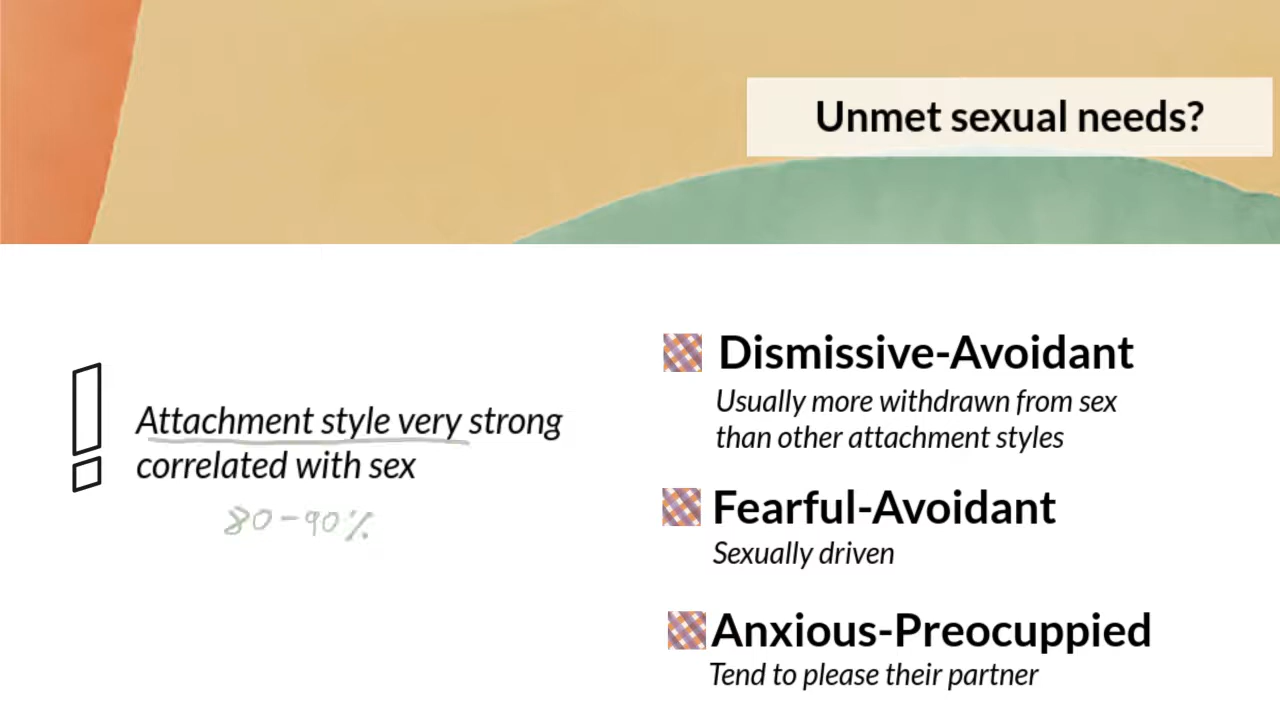 Unmet sexual needs?
Attachment style very strong
correlated with sex
80-90%
Dismissive-Avoidant
Usually more withdrawn from sex
than other attachment styles
Fearful-Avoidant
Sexually driven
Anxious-Preocuppied
Tend to please their partner